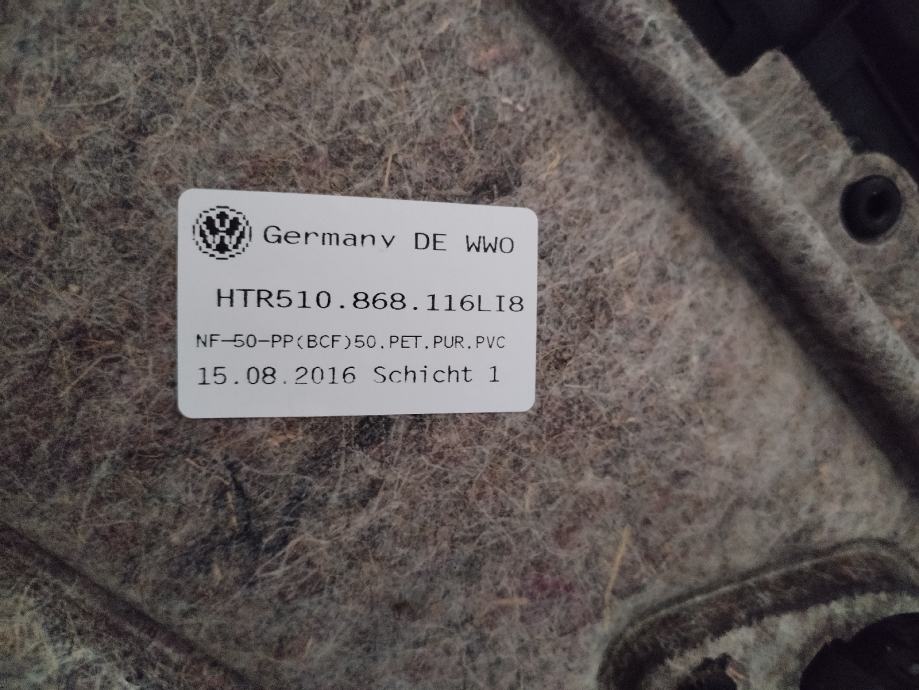 VW Germany DE WWO
HTR510.868.116LI8
NF-50-PP(BCF)50.PET.PUR.PVC
15.08.2016 Schicht 1